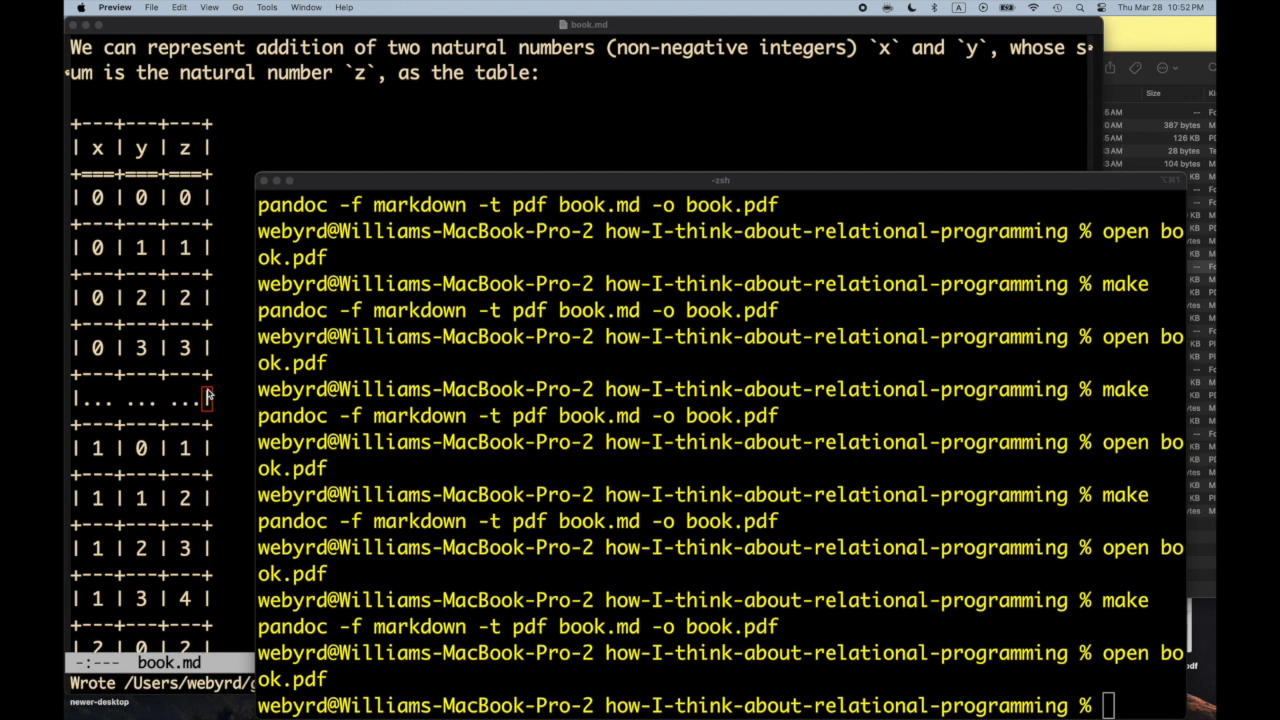 Preview File Edit View Go Tools Window Help
A
Thu Mar 28 10:52 PM
book.md
We can represent addition of two natural numbers (non-negative integers) `x` and `y`, whose s
um is the natural number `z`, as the table:
+---+---+---+
| x | y | z |
+===+===+===+
| 0 | 0 | 0 |
+---+---+---+
| 0 | 1 | 1 |
+---+---+---+
| 0 | 2 | 2 |
+---+---+---+
| 0 | 3 | 3 |
+---+---+---+
|... ... ...|
+---+---+---+
| 1 | 0 | 1 |
+---+---+---+
| 1 | 1 | 2 |
+---+---+---+
| 1 | 2 | 3 |
+---+---+---+
| 1 | 3 | 4 |
+---+---+---+
| 2 | 0 | 2 |
-:--- book.md
Wrote /Users/webyrd/g
newer-desktop
-zsh
⌥⌘1
pandoc -f markdown -t pdf book.md -o book.pdf
webyrd@Williams-MacBook-Pro-2 how-I-think-about-relational-programming % open bo
ok.pdf
webyrd@Williams-MacBook-Pro-2 how-I-think-about-relational-programming % make
pandoc -f markdown -t pdf book.md -o book.pdf
webyrd@Williams-MacBook-Pro-2 how-I-think-about-relational-programming % open bo
ok.pdf
webyrd@Williams-MacBook-Pro-2 how-I-think-about-relational-programming % make
pandoc -f markdown -t pdf book.md -o book.pdf
webyrd@Williams-MacBook-Pro-2 how-I-think-about-relational-programming % open bo
ok.pdf
webyrd@Williams-MacBook-Pro-2 how-I-think-about-relational-programming % make
pandoc -f markdown -t pdf book.md -o book.pdf
webyrd@Williams-MacBook-Pro-2 how-I-think-about-relational-programming % open bo
ok.pdf
webyrd@Williams-MacBook-Pro-2 how-I-think-about-relational-programming % make
pandoc -f markdown -t pdf book.md -o book.pdf
webyrd@Williams-MacBook-Pro-2 how-I-think-about-relational-programming % open bo
ok.pdf
webyrd@Williams-MacBook-Pro-2 how-I-think-about-relational-programming %
Size
387 bytes
126 KB
28 bytes
104 bytes